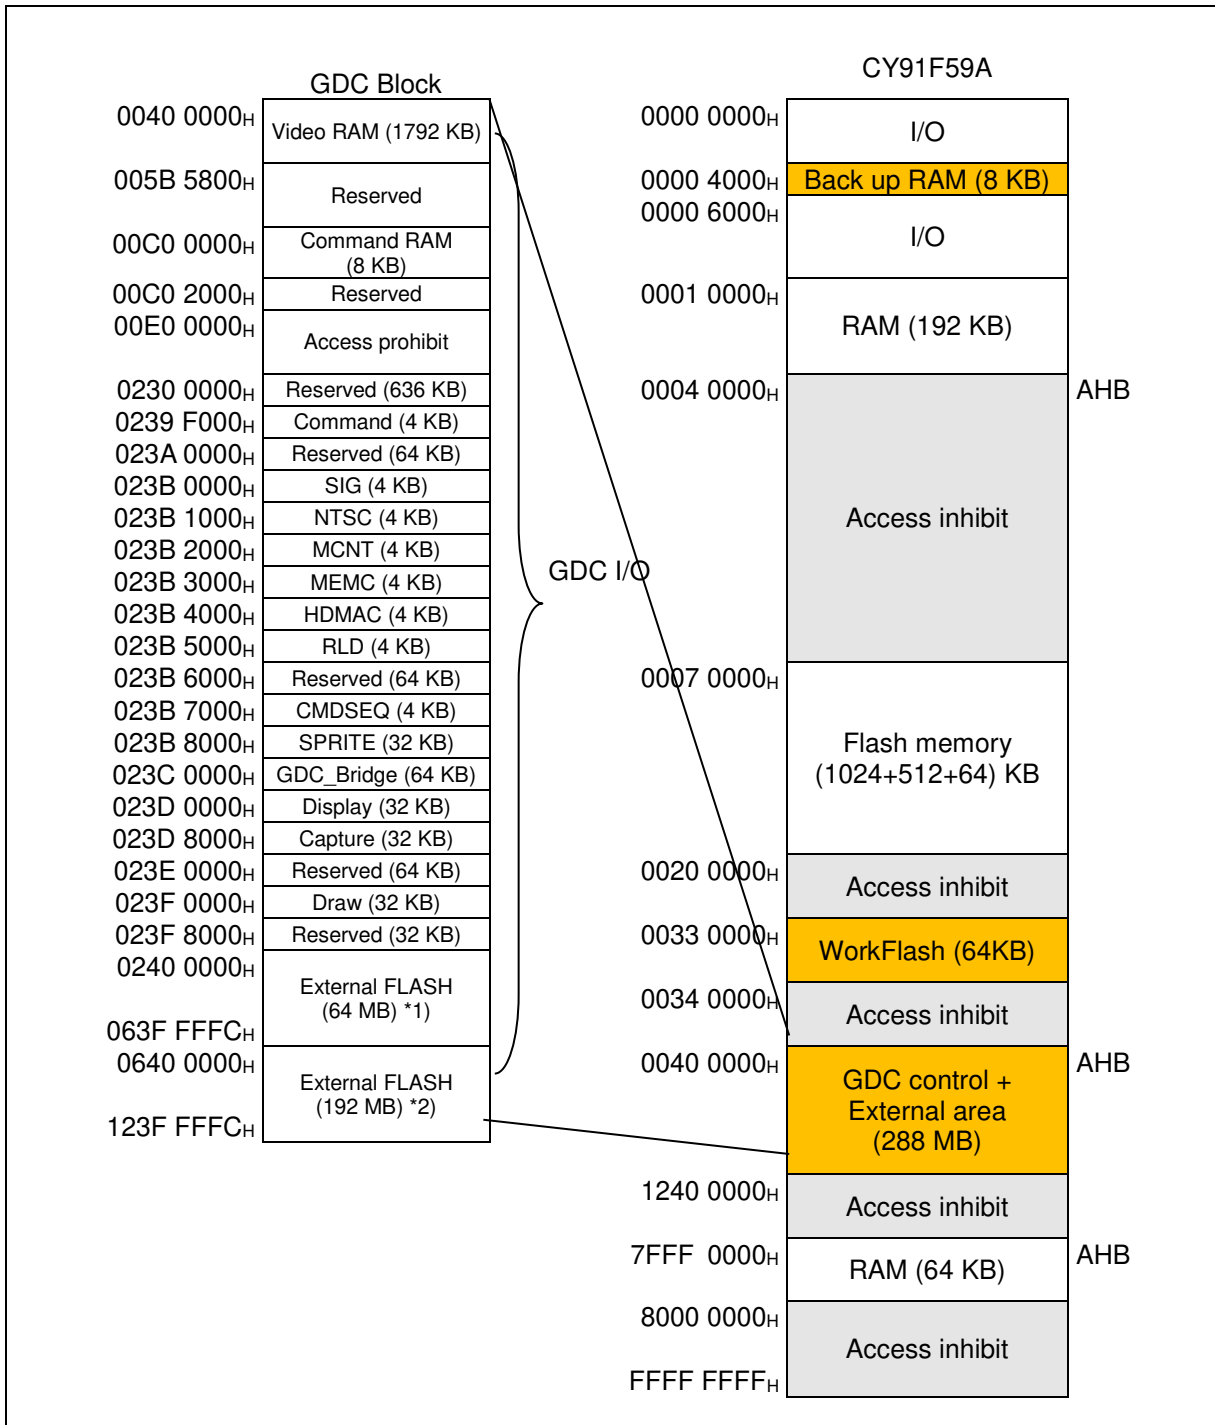 GDC Block
0040 0000H
Video RAM (1792 KB)
005B 5800H
Reserved
00C0 0000H
Command RAM
(8 KB)
00C0 2000H
Reserved
00E0 0000H
Access prohibit
0230 0000H
Reserved (636 KB)
0239 F000H
Command (4 KB)
023A 0000H
Reserved (64 KB)
023B 0000H
SIG (4 KB)
023B 1000H
NTSC (4 KB)
023B 2000H
MCNT (4 KB)
023B 3000H
MEMC (4 KB)
023B 4000H
HDMAC (4 KB)
023B 5000H
RLD (4 KB)
023B 6000H
Reserved (64 KB)
023B 7000H
CMDSEQ (4 KB)
023B 8000H
SPRITE (32 KB)
023C 0000H
GDC_Bridge (64 KB)
023D 0000H
Display (32 KB)
023D 8000H
Capture (32 KB)
023E 0000H
Reserved (64 KB)
023F 0000H
Draw (32 KB)
023F 8000H
Reserved (32 KB)
0240 0000H
External FLASH
(64 MB) *1)
063F FFFCH
0640 0000H
External FLASH
(192 MB) *2)
123F FFFCH
GDC I/O
CY91F59A
0000 0000H
I/O
0000 4000H
Back up RAM (8 KB)
0000 6000H
I/O
0001 0000H
RAM (192 KB)
0004 0000H
AHB
Access inhibit
0007 0000H
Flash memory
(1024+512+64) KB
0020 0000H
Access inhibit
0033 0000H
WorkFlash (64KB)
0034 0000H
Access inhibit
0040 0000H
AHB
GDC control +
External area
(288 MB)
1240 0000H
Access inhibit
7FFF 0000H
AHB
RAM (64 KB)
8000 0000H
Access inhibit
FFFF FFFFH